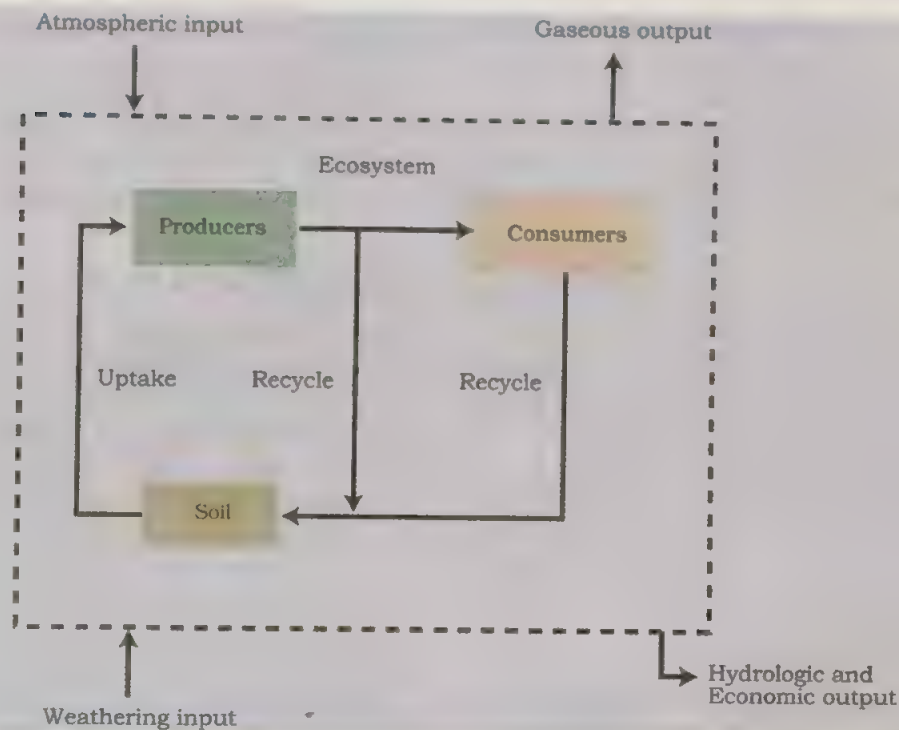 Atmospheric input
Gaseous output
Ecosystem
Producers
Consumers
Uptake
Recycle
Recycle
Soil
Hydrologic and
Economic output
Weathering input